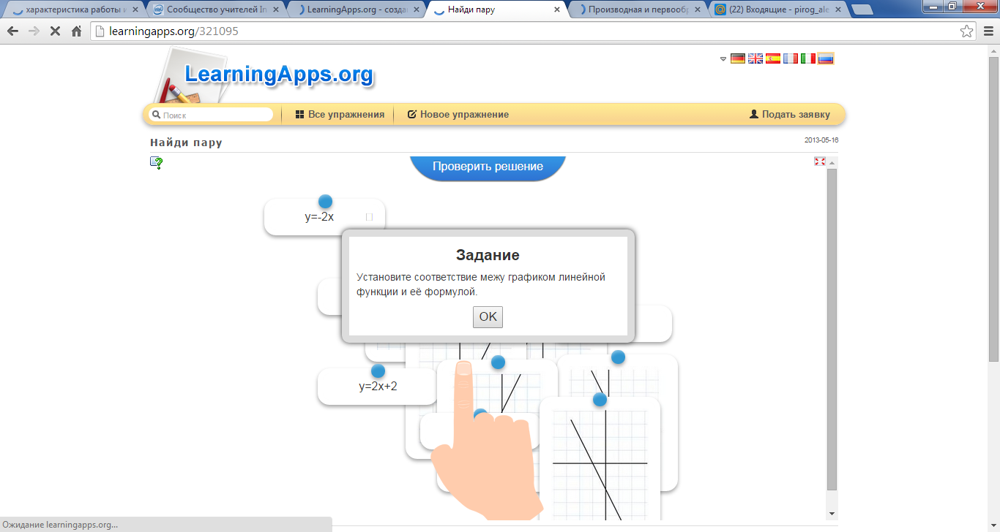 характеристика работы и
Сообщество учителей In
LearningApps.org - созда
Найди пару
Производная и первообр
(22) Входящие - pirog_ale
learningapps.org/321095
LearningApps.org
Поиск
Все упражнения
Новое упражнение
Подать заявку
Найди пару
2013-05-16
Проверить решение
y=-2x
Задание
Установите соответствие межу графиком линейной
функции и её формулой.
OK
y=2x+2
Ожидание learningapps.org...